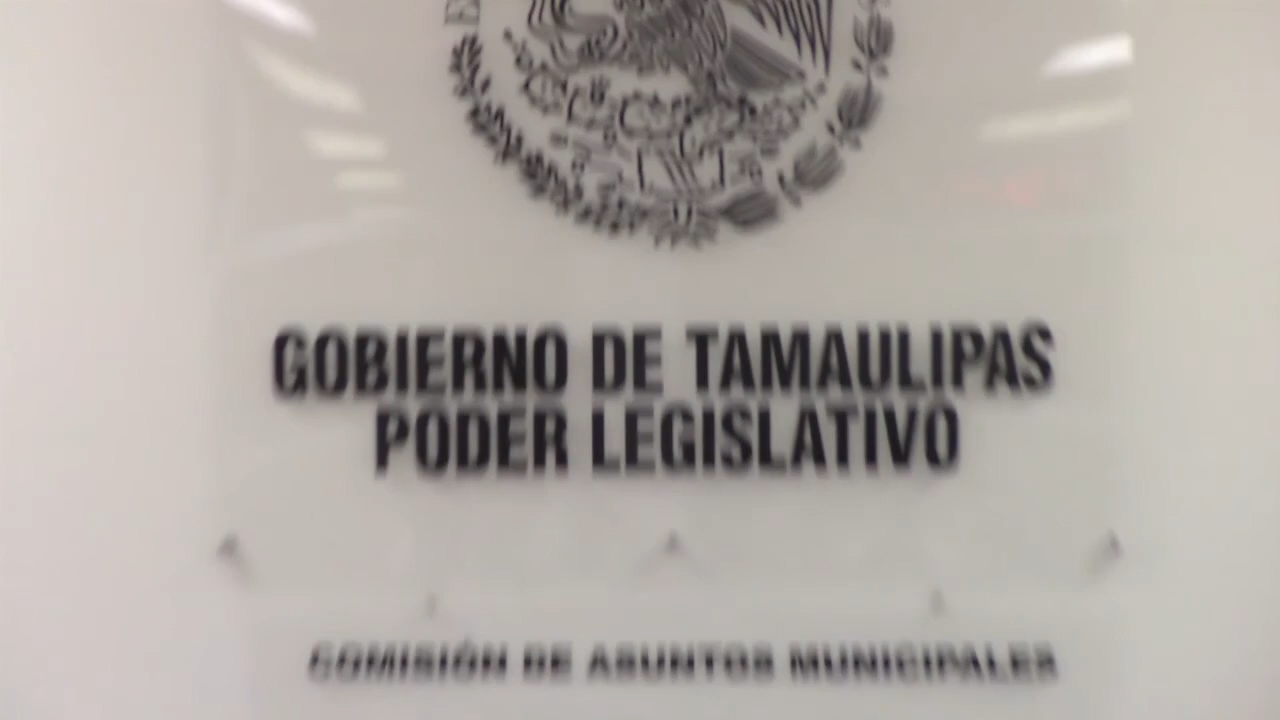 GOBIERNO DE TAMAULIPAS
PODER LEGISLATIVO
COMISIÓN DE ASUNTOS MUNICIPALES